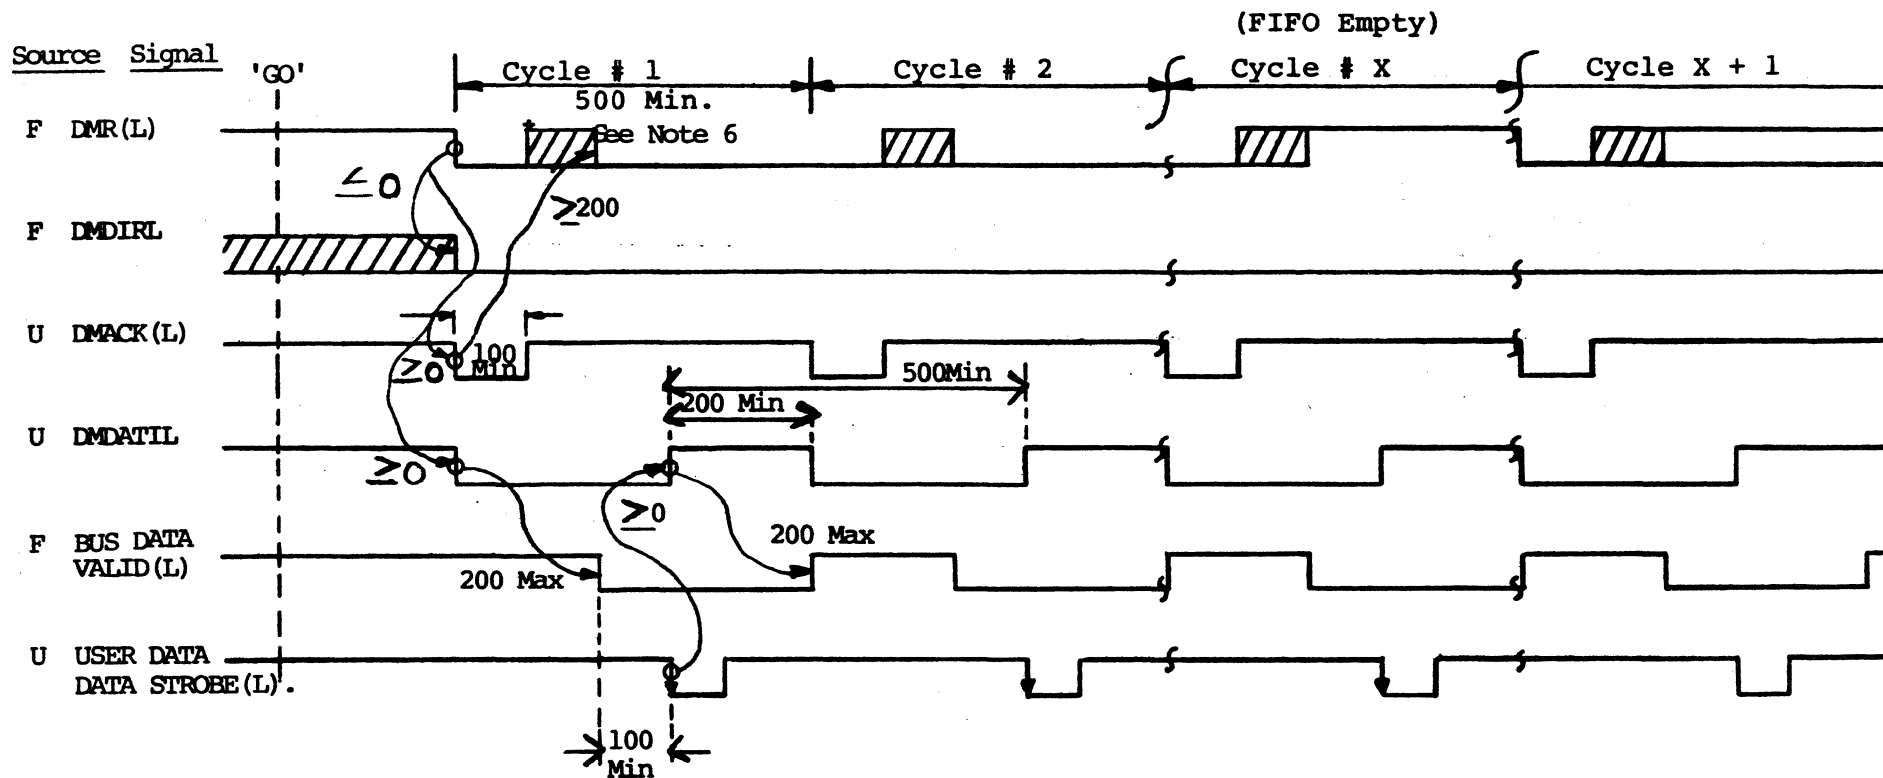 (FIFO Empty)
Source Signal 'GO' Cycle # 1 Cycle # 2 Cycle # X Cycle X + 1
500 Min.
F DMR(L) * See Note 6
≤0
≥200
F DMDIRL
U DMACK(L)
≥0
100
Min
500Min
200 Min
U DMDATIL
≥0
≥0
F BUS DATA
VALID(L)
200 Max
200 Max
U USER DATA
DATA STROBE(L).
100
Min